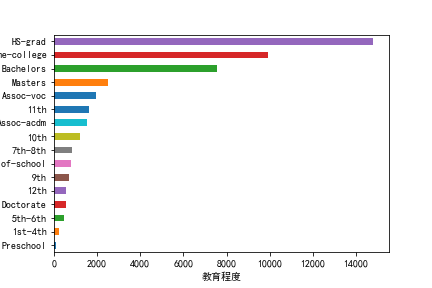 HS-grad
ne-college
Bachelors
Masters
Assoc-voc
11th
Assoc-acdm
10th
7th-8th
of-school
9th
12th
Doctorate
5th-6th
1st-4th
Preschool
0 2000 4000 6000 8000 10000 12000 14000
教育程度